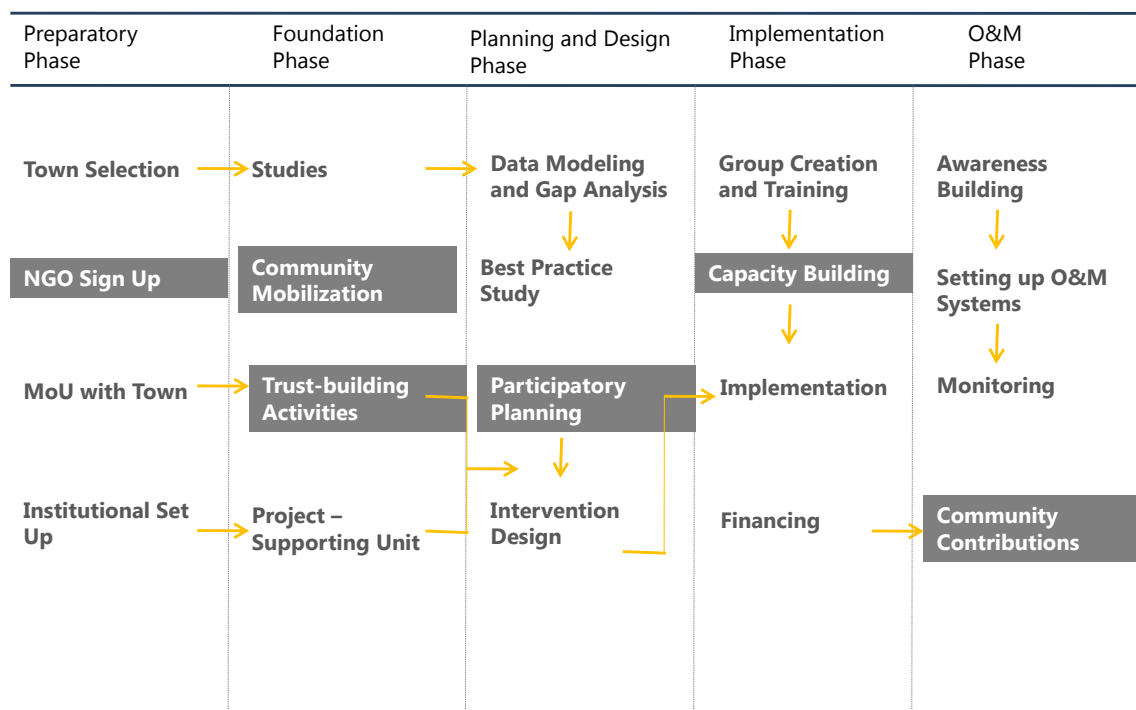 Preparatory
Phase
Foundation
Phase
Planning and Design
Phase
Implementation
Phase
O&M
Phase
Town Selection
Studies
Data Modeling
and Gap Analysis
Group Creation
and Training
Awareness
Building
NGO Sign Up
Community
Mobilization
Best Practice
Study
Capacity Building
Setting up O&M
Systems
MoU with Town
Trust-building
Activities
Participatory
Planning
Implementation
Monitoring
Institutional Set
Up
Project –
Supporting Unit
Intervention
Design
Financing
Community
Contributions